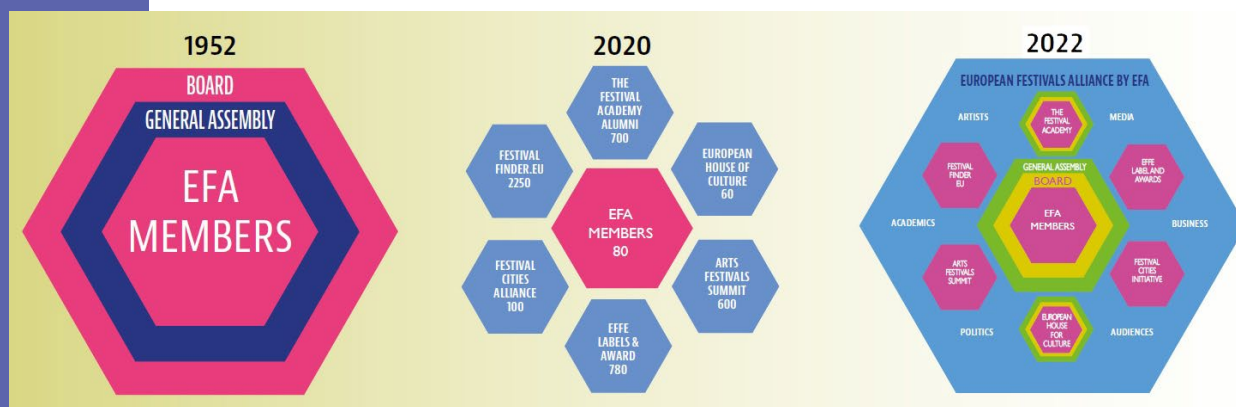 1952
BOARD
GENERAL ASSEMBLY
EFA
MEMBERS
2020
THE
FESTIVAL
ACADEMY
ALUMNI
700
FESTIVAL
FINDER.EU
2250
EUROPEAN
HOUSE OF
CULTURE
60
EFA
MEMBERS
80
FESTIVAL
CITIES
ALLIANCE
100
ARTS
FESTIVALS
SUMMIT
600
EFFE
LABELS &
AWARD
780
2022
EUROPEAN FESTIVALS ALLIANCE BY EFA
ARTISTS
THE
FESTIVAL
ACADEMY
MEDIA
FESTIVAL
FINDER
EU
GENERAL ASSEMBLY
BOARD
EFFE
LABEL AND
AWARDS
ACADEMICS
EFA
MEMBERS
BUSINESS
ARTS
FESTIVALS
SUMMIT
FESTIVAL
CITIES
INITIATIVE
POLITICS
EUROPEAN
HOUSE
FOR
CULTURE
AUDIENCES